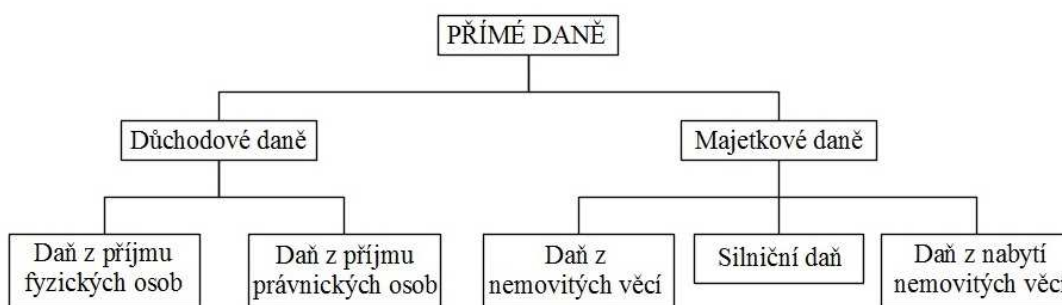 PŘÍMÉ DANĚ
Důchodové daně
Majetkové daně
Daň z příjmu
fyzických osob
Daň z příjmu
právnických osob
Daň z
nemovitých věcí
Silniční daň
Daň z nabytí
nemovitých věcí